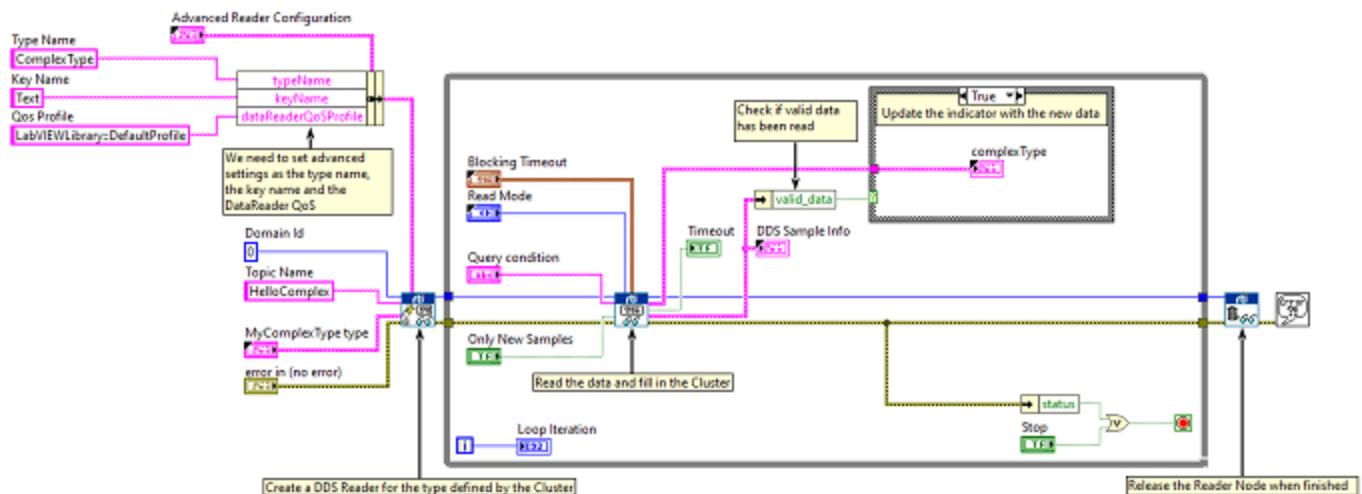 Advanced Reader Configuration
Type Name
ComplexType
Key Name
Text
Qos Profile
LabVIEWLibrary::DefaultProfile
typeName
keyName
dataReaderQoSProfile
We need to set advanced
settings as the type name,
the key name and the
DataReader QoS
Domain Id
0
Topic Name
HelloComplex
MyComplexType type
error in (no error)
Create a DDS Reader for the type defined by the Cluster
Blocking Timeout
Read Mode
Query condition
Only New Samples
Read the data and fill in the Cluster
Loop Iteration
i
Timeout
TF
DDS Sample Info
Check if valid data
has been read
valid_data
True
Update the indicator with the new data
complexType
status
Stop
TF
Release the Reader Node when finished